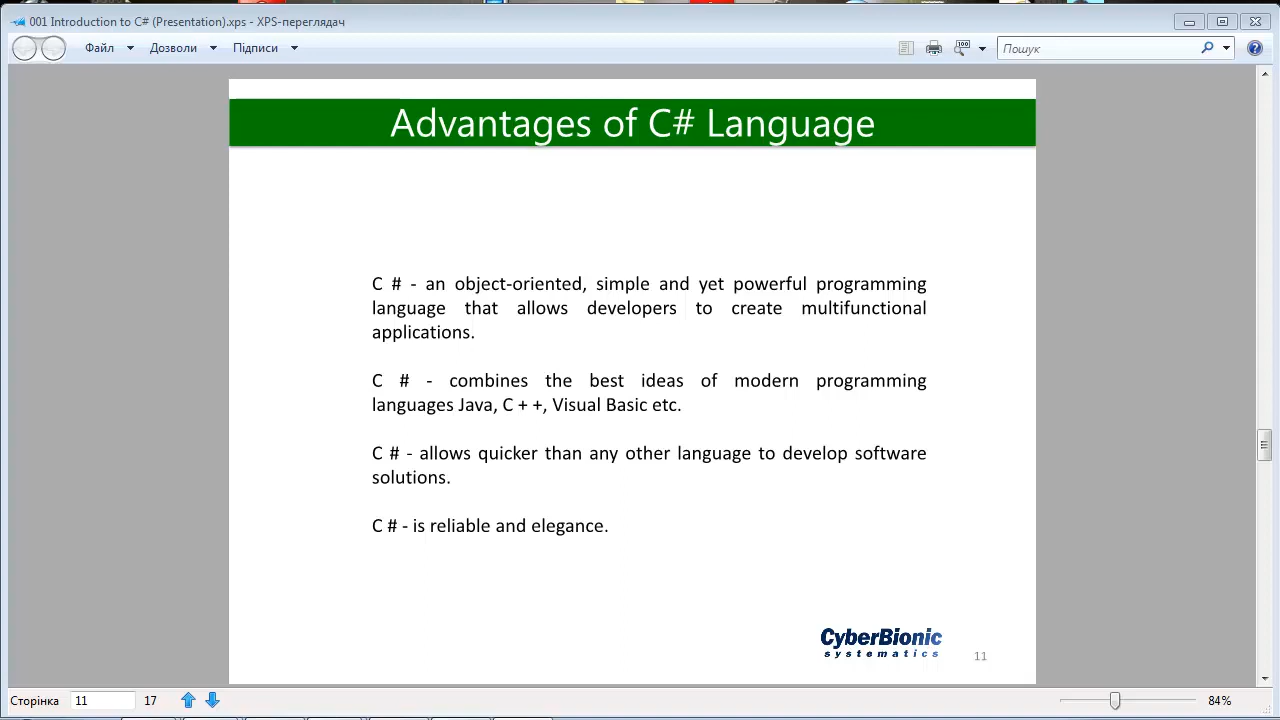 001 Introduction to C# (Presentation).xps - XPS-переглядач
Файл Дозволи Підписи
100
Пошук
?
Advantages of C# Language
C # - an object-oriented, simple and yet powerful programming
language that allows developers to create multifunctional
applications.
C # - combines the best ideas of modern programming
languages Java, C + +, Visual Basic etc.
C # - allows quicker than any other language to develop software
solutions.
C # - is reliable and elegance.
CyberBionic
systematics
11
Сторінка 11 17 84%